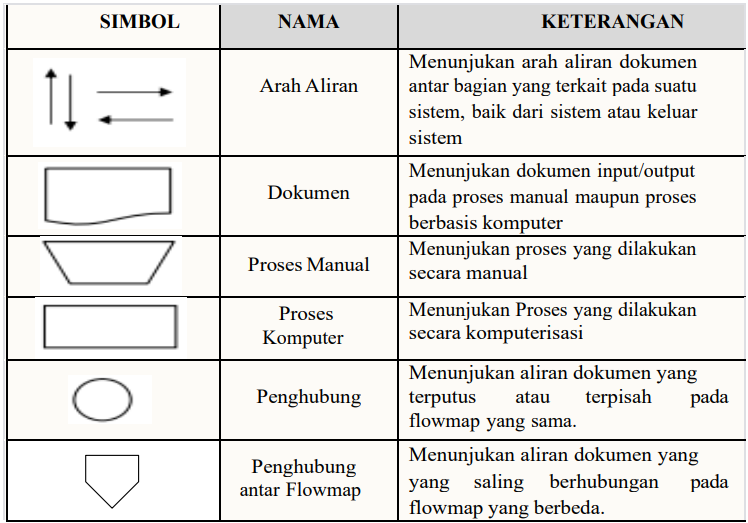 SIMBOL NAMA KETERANGAN
Arah Aliran
Menunjukan arah aliran dokumen
antar bagian yang terkait pada suatu
sistem, baik dari sistem atau keluar
sistem
Dokumen
Menunjukan dokumen input/output
pada proses manual maupun proses
berbasis komputer
Proses Manual
Menunjukan proses yang dilakukan
secara manual
Proses
Komputer
Menunjukan Proses yang dilakukan
secara komputerisasi
Penghubung
Menunjukan aliran dokumen yang
terputus atau terpisah pada
flowmap yang sama.
Penghubung
antar Flowmap
Menunjukan aliran dokumen yang
yang saling berhubungan pada
flowmap yang berbeda.